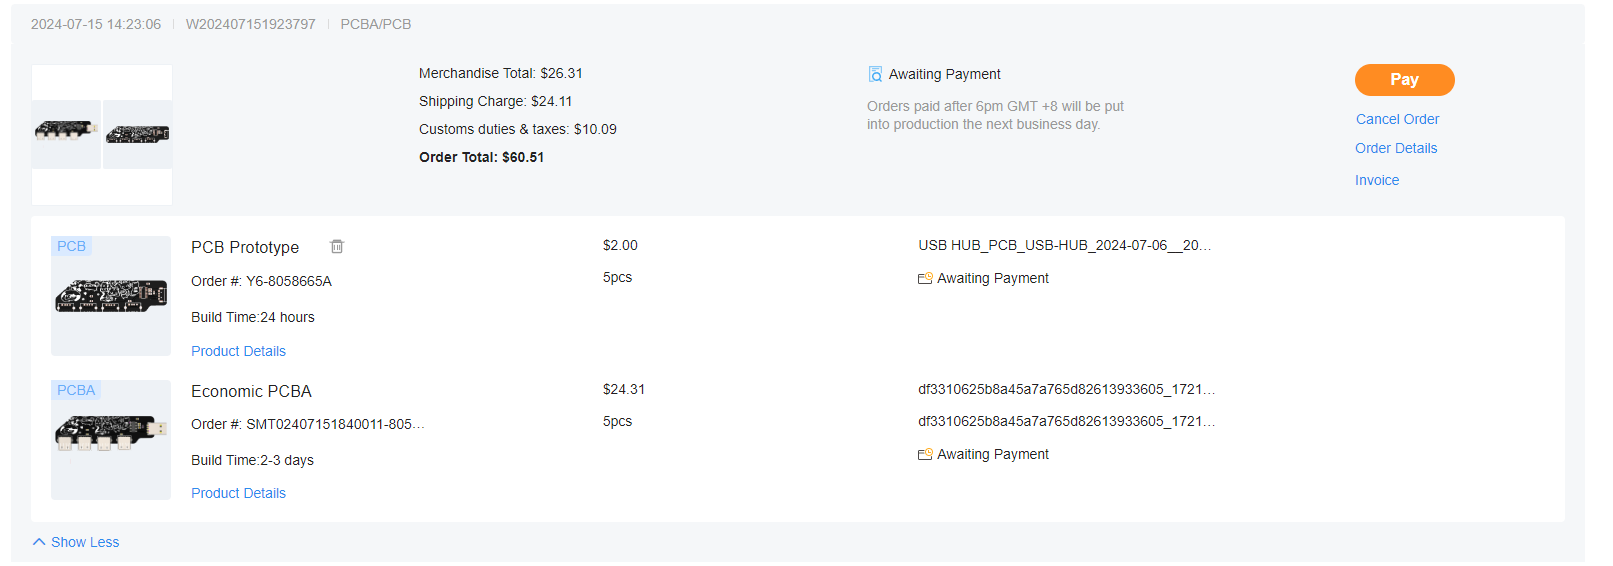 2024-07-15 14:23:06 | W202407151923797 | PCBA/PCB
Merchandise Total: $26.31
Shipping Charge: $24.11
Customs duties & taxes: $10.09
Order Total: $60.51
Awaiting Payment
Orders paid after 6pm GMT +8 will be put
into production the next business day.
Pay
Cancel Order
Order Details
Invoice
PCB
PCB Prototype
Order #: Y6-8058665A
Build Time:24 hours
Product Details
$2.00
5pcs
USB HUB_PCB_USB-HUB_2024-07-06__20...
Awaiting Payment
PCBA
Economic PCBA
Order #: SMT02407151840011-805...
Build Time:2-3 days
Product Details
$24.31
5pcs
df3310625b8a45a7a765d82613933605_1721...
df3310625b8a45a7a765d82613933605_1721...
Awaiting Payment
Show Less